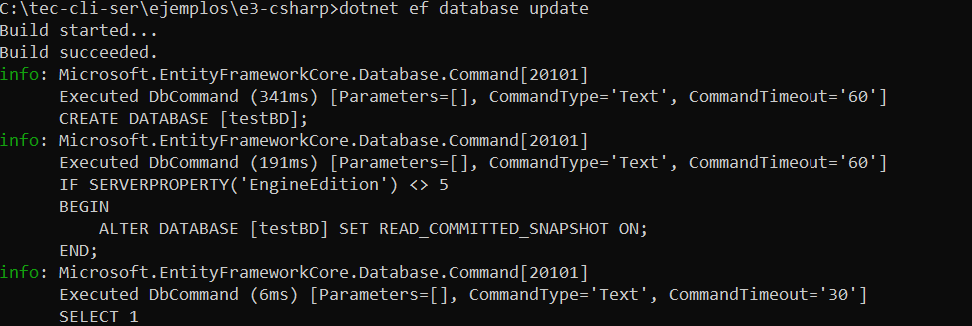 C:\tec-cli-ser\ejemplos\e3-csharp>dotnet ef database update
Build started...
Build succeeded.
info: Microsoft.EntityFrameworkCore.Database.Command[20101]
      Executed DbCommand (341ms) [Parameters=[], CommandType='Text', CommandTimeout='60']
      CREATE DATABASE [testBD];
info: Microsoft.EntityFrameworkCore.Database.Command[20101]
      Executed DbCommand (191ms) [Parameters=[], CommandType='Text', CommandTimeout='60']
      IF SERVERPROPERTY('EngineEdition') <> 5
      BEGIN
          ALTER DATABASE [testBD] SET READ_COMMITTED_SNAPSHOT ON;
      END;
info: Microsoft.EntityFrameworkCore.Database.Command[20101]
      Executed DbCommand (6ms) [Parameters=[], CommandType='Text', CommandTimeout='30']
      SELECT 1